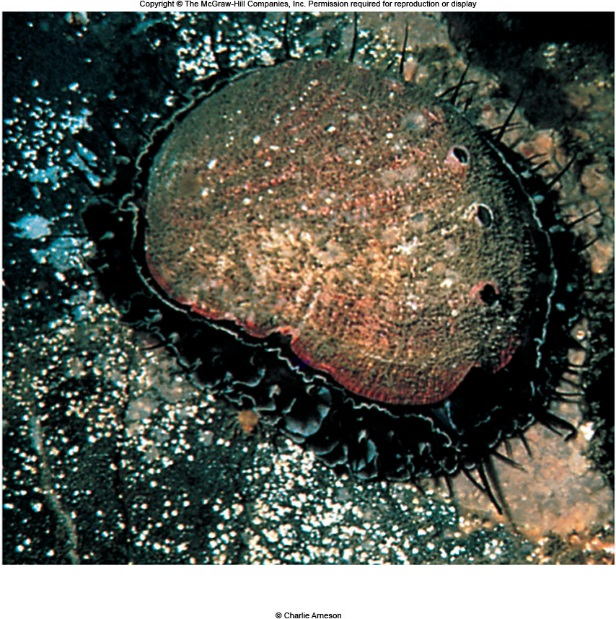 Copyright © The McGraw-Hill Companies, Inc. Permission required for reproduction or display
© Charlie Arneson